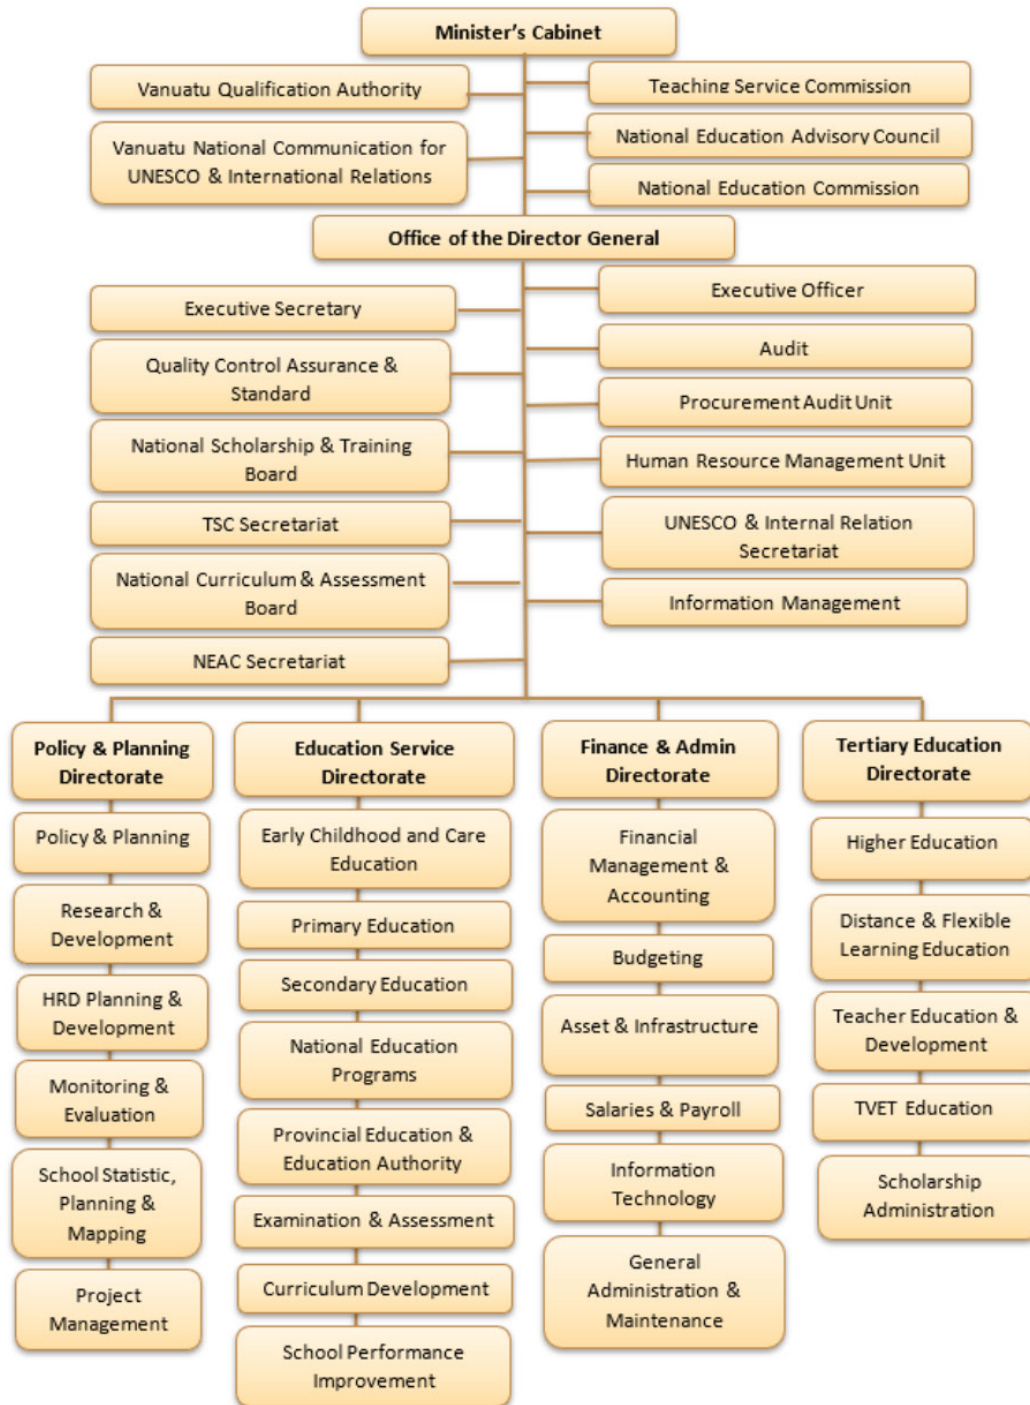 Minister’s Cabinet
Vanuatu Qualification Authority
Teaching Service Commission
Vanuatu National Communication for
UNESCO & International Relations
National Education Advisory Council
National Education Commission
Office of the Director General
Executive Secretary
Quality Control Assurance &
Standard
National Scholarship & Training
Board
TSC Secretariat
National Curriculum & Assessment
Board
NEAC Secretariat
Executive Officer
Audit
Procurement Audit Unit
Human Resource Management Unit
UNESCO & Internal Relation
Secretariat
Information Management
Policy & Planning
Directorate
Policy & Planning
Research &
Development
HRD Planning &
Development
Monitoring &
Evaluation
School Statistic,
Planning &
Mapping
Project
Management
Education Service
Directorate
Early Childhood and Care
Education
Primary Education
Secondary Education
National Education
Programs
Provincial Education &
Education Authority
Examination & Assessment
Curriculum Development
School Performance
Improvement
Finance & Admin
Directorate
Financial
Management &
Accounting
Budgeting
Asset & Infrastructure
Salaries & Payroll
Information
Technology
General
Administration &
Maintenance
Tertiary Education
Directorate
Higher Education
Distance & Flexible
Learning Education
Teacher Education &
Development
TVET Education
Scholarship
Administration